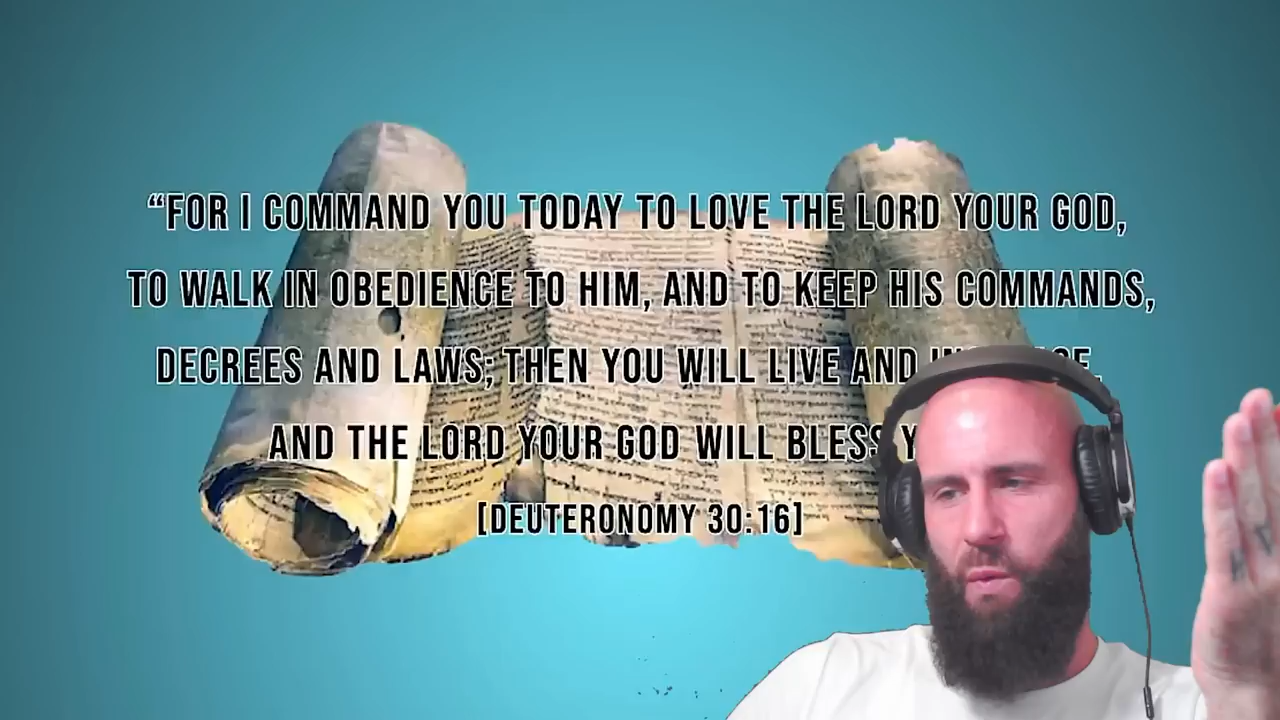 “FOR I COMMAND YOU TODAY TO LOVE THE LORD YOUR GOD,
TO WALK IN OBEDIENCE TO HIM, AND TO KEEP HIS COMMANDS,
DECREES AND LAWS; THEN YOU WILL LIVE AND
AND THE LORD YOUR GOD WILL BLESS
[DEUTERONOMY 30:16]